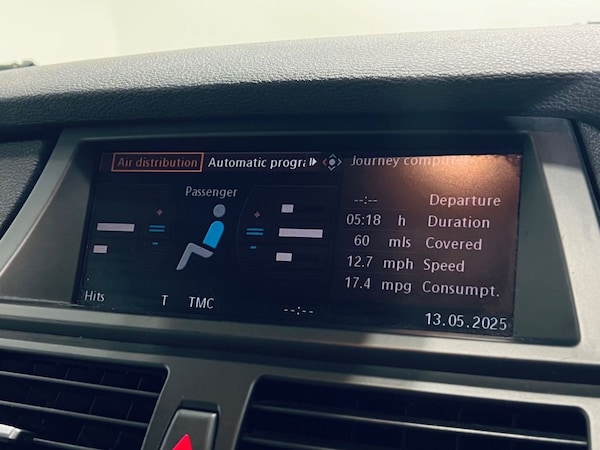 Air distribution Automatic progra
Journey compute
Passenger
--:-- Departure
05:18 h Duration
60 mls Covered
12.7 mph Speed
17.4 mpg Consumpt.
Hits T TMC --:--
13.05.2025